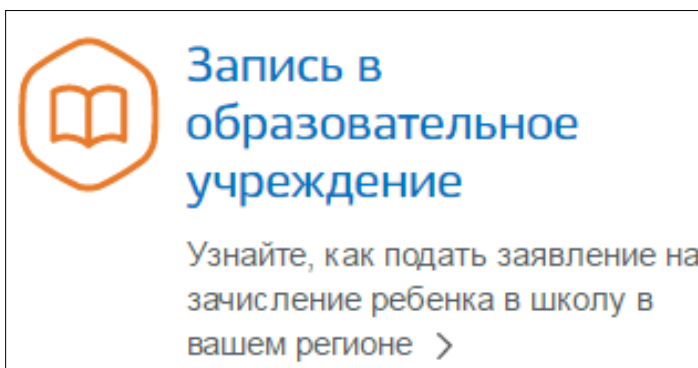 Запись в
образовательное
учреждение
Узнайте, как подать заявление на
зачисление ребенка в школу в
вашем регионе >